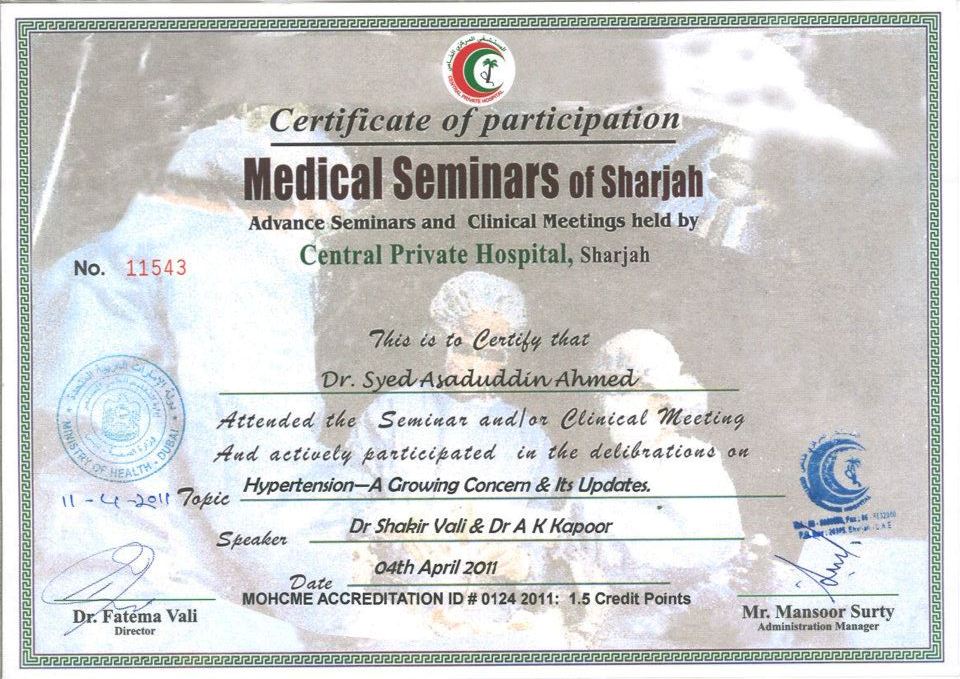 CENTRAL PRIVATE HOSPITAL
Certificate of participation
Medical Seminars of Sharjah
Advance Seminars and Clinical Meetings held by
Central Private Hospital, Sharjah
No. 11543
This is to Certify that
Dr. Syed Asaduddin Ahmed
Attended the Seminar and/or Clinical Meeting
And actively participated in the delibrations on
MINISTRY OF HEALTH - DUBAI
11-4-2011
Topic Hypertension—A Growing Concern & Its Updates.
Speaker Dr Shakir Vali & Dr A K Kapoor
Date 04th April 2011
MOHCME ACCREDITATION ID # 0124 2011: 1.5 Credit Points
Dr. Fatema Vali
Director
Mr. Mansoor Surty
Administration Manager